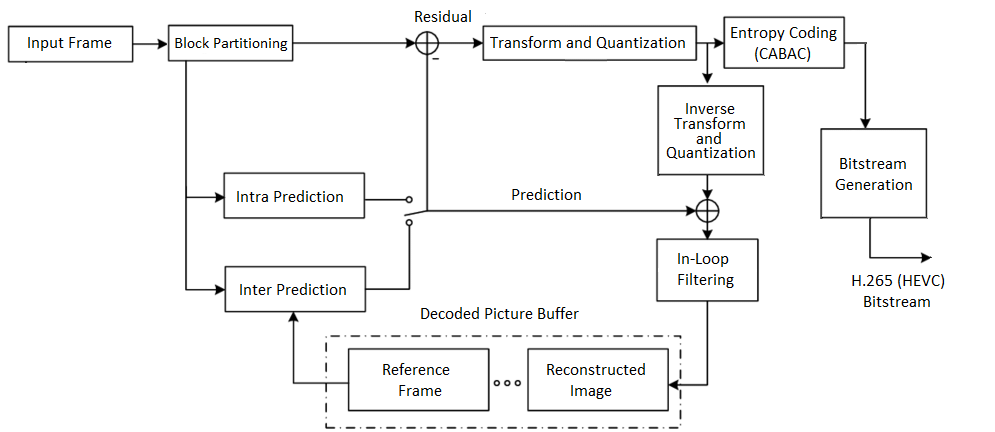 Residual
Input Frame
Block Partitioning
Transform and Quantization
Entropy Coding
(CABAC)
Inverse
Transform
and
Quantization
Bitstream
Generation
Intra Prediction
Prediction
In-Loop
Filtering
Inter Prediction
H.265 (HEVC)
Bitstream
Decoded Picture Buffer
Reference
Frame
Reconstructed
Image